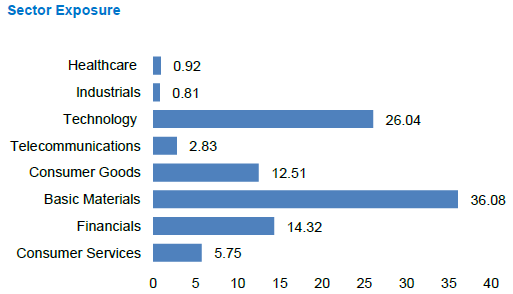 Sector Exposure
Healthcare 0.92
Industrials 0.81
Technology 26.04
Telecommunications 2.83
Consumer Goods 12.51
Basic Materials 36.08
Financials 14.32
Consumer Services 5.75
0 5 10 15 20 25 30 35 40